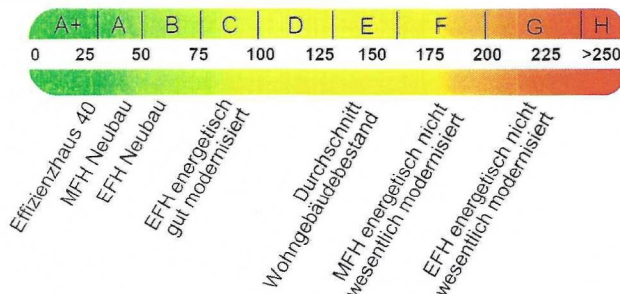 A+ A B C D E F G H
0 25 50 75 100 125 150 175 200 225 >250
Effizienzhaus 40
MFH Neubau
EFH Neubau
EFH energetisch
gut modernisiert
Durchschnitt
Wohngebäudebestand
MFH energetisch nicht
wesentlich modernisiert
EFH energetisch nicht
wesentlich modernisiert